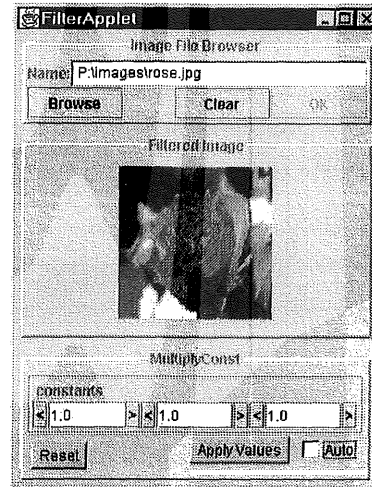 FilterApplet
Image File Browser
Name: P:\images\rose.jpg
Browse Clear OK
Filtered Image
MultiplyConst
constants
< 1.0 > < 1.0 > < 1.0 >
Reset Apply Values Auto